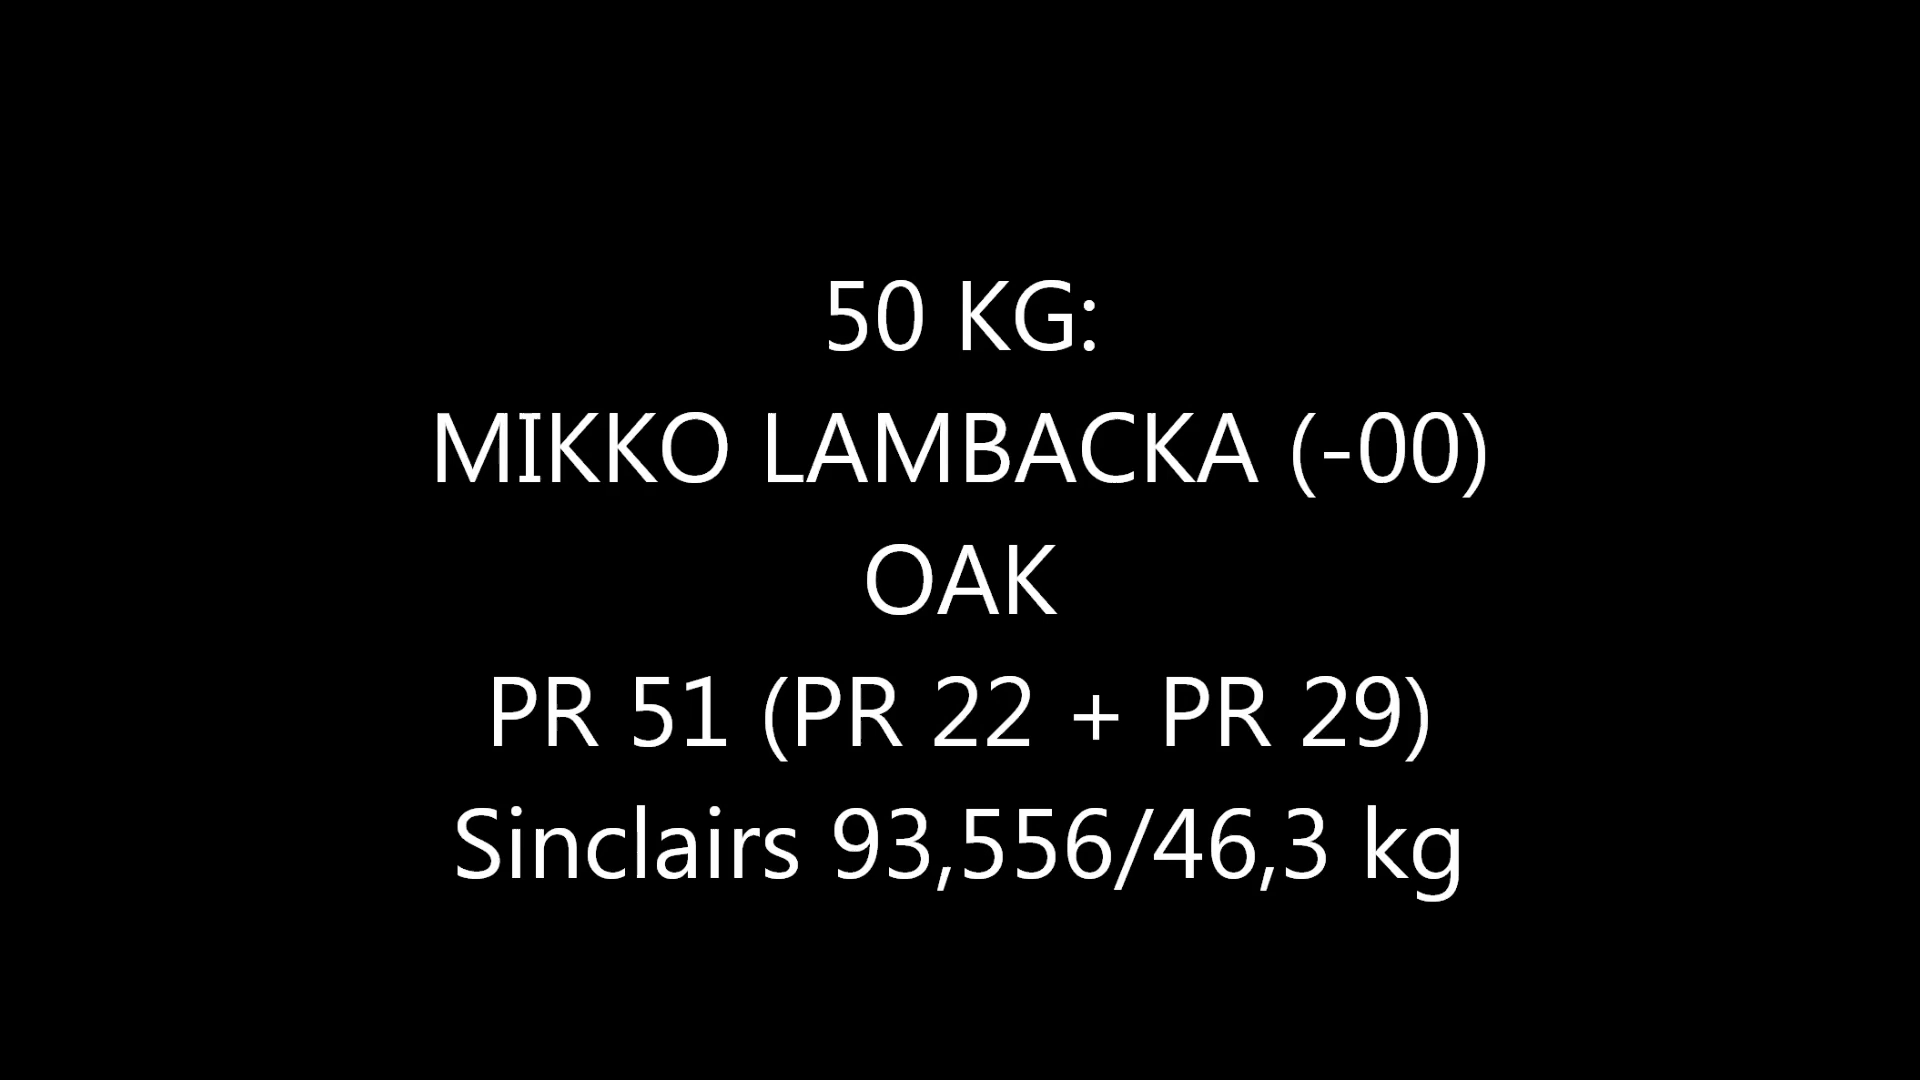 50 KG:
MIKKO LAMBACKA (-00)
OAK
PR 51 (PR 22 + PR 29)
Sinclairs 93,556/46,3 kg